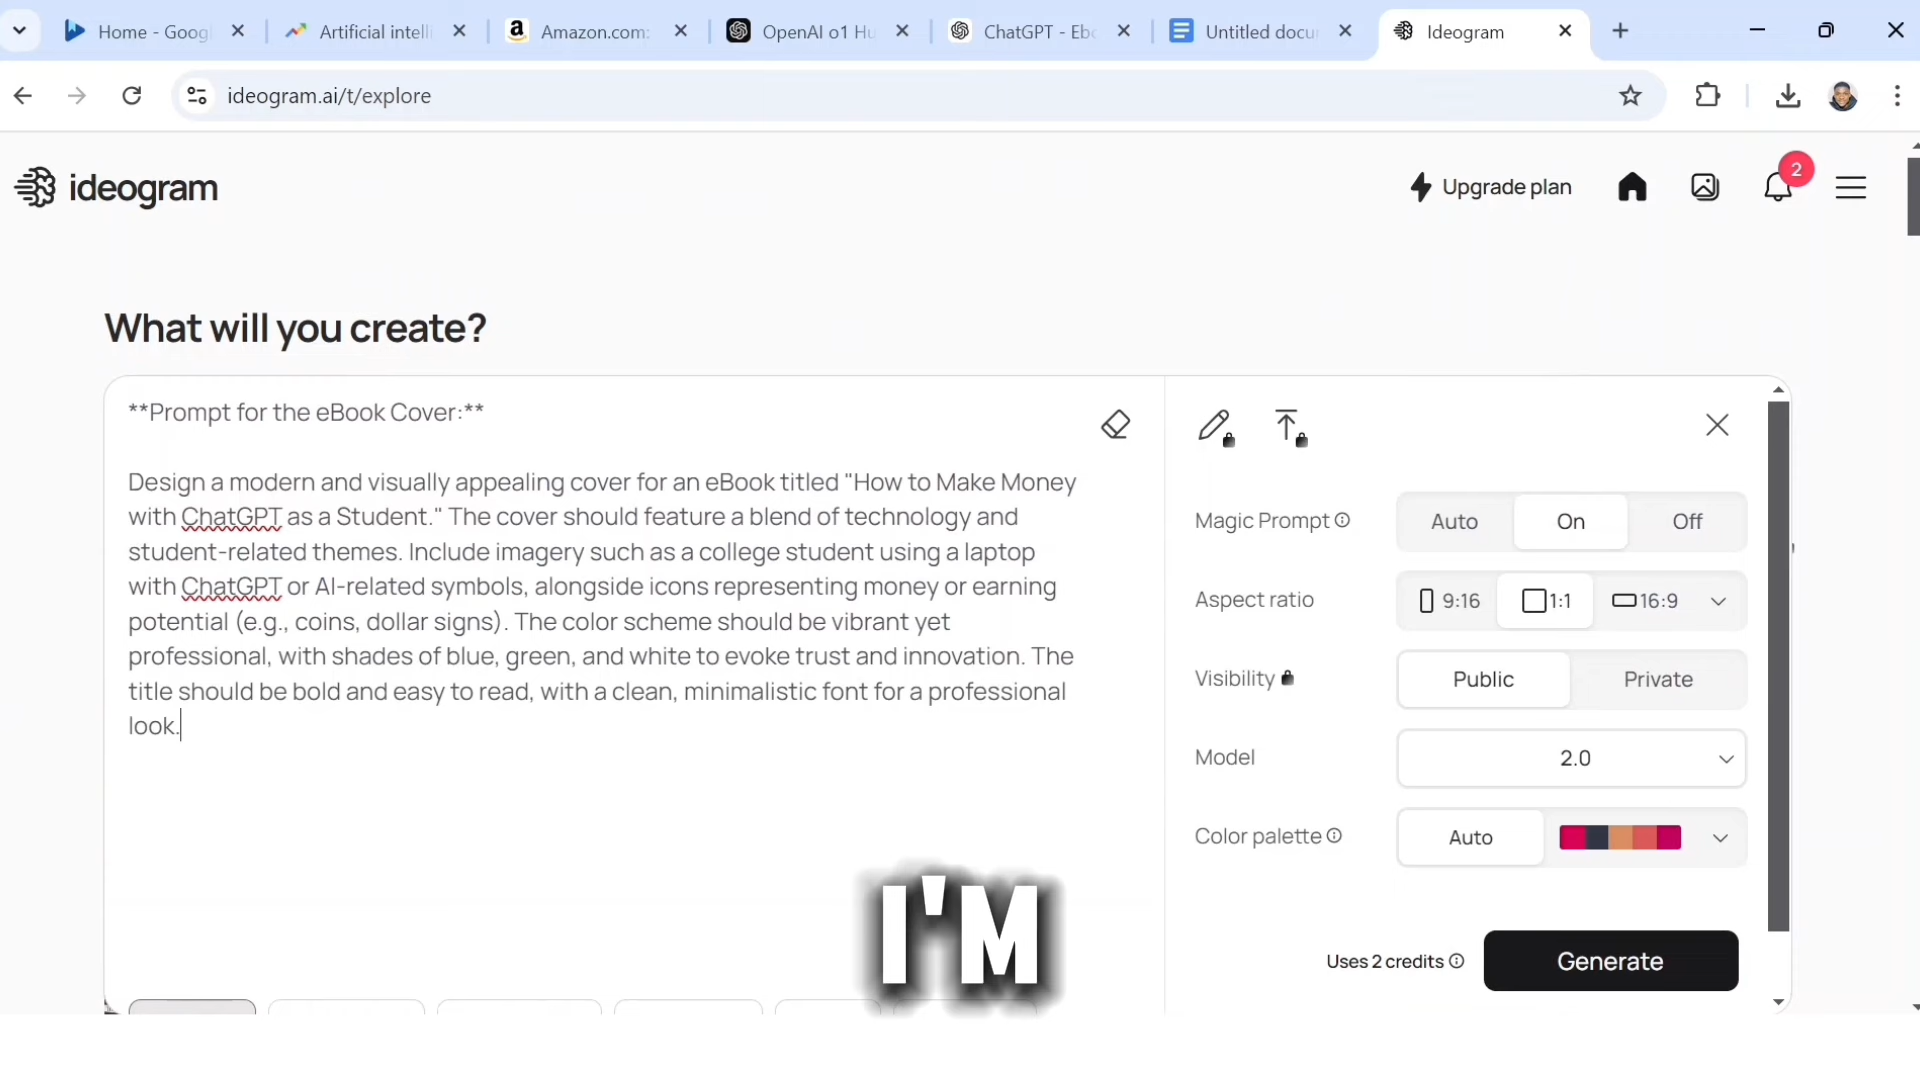 Home - Goog
Artificial intelli
Amazon.com:
OpenAI o1 Hu
ChatGPT - Ebo
Untitled docu
Ideogram
ideogram.ai/t/explore
ideogram
Upgrade plan
2
What will you create?
**Prompt for the eBook Cover:**
Design a modern and visually appealing cover for an eBook titled "How to Make Money
with ChatGPT as a Student." The cover should feature a blend of technology and
student-related themes. Include imagery such as a college student using a laptop
with ChatGPT or AI-related symbols, alongside icons representing money or earning
potential (e.g., coins, dollar signs). The color scheme should be vibrant yet
professional, with shades of blue, green, and white to evoke trust and innovation. The
title should be bold and easy to read, with a clean, minimalistic font for a professional
look.
Magic Prompt Auto On Off
Aspect ratio 9:16 1:1 16:9
Visibility Public Private
Model 2.0
Color palette Auto
Uses 2 credits Generate
I'M